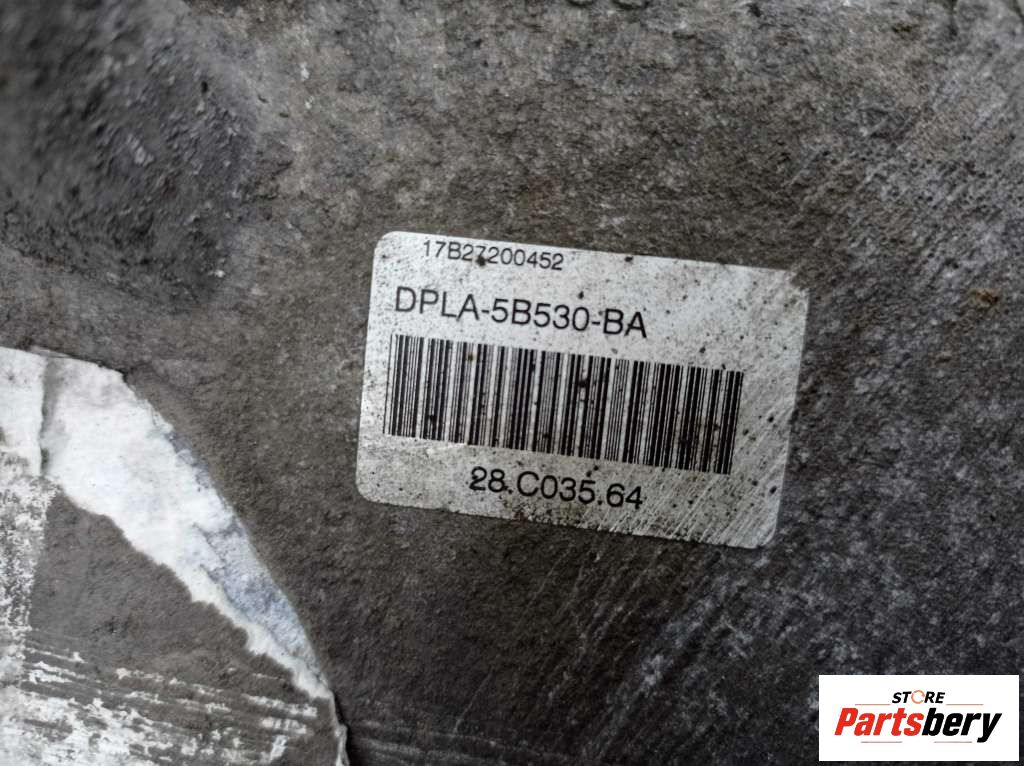 17B27200452
DPLA-5B530-BA
28.C035.64
STORE
Partsbery